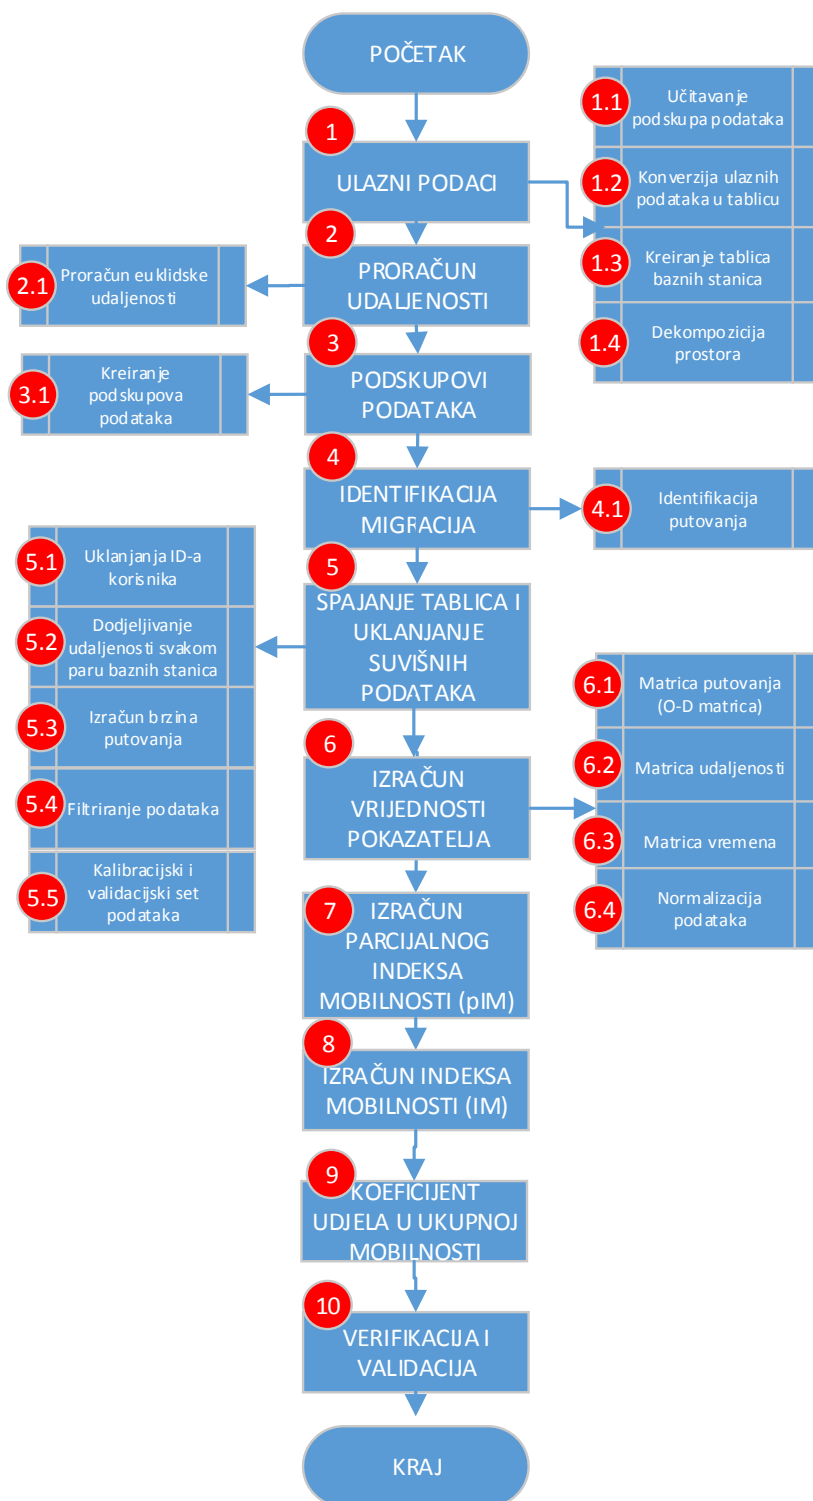 POČETAK
1
ULAZNI PODACI
1.1
Učitavanje
podskupa podataka
1.2
Konverzija ulaznih
podataka u tablicu
1.3
Kreiranje tablica
baznih stanica
1.4
Dekompozicija
prostora
2
PRORAČUN
UDALJENOSTI
2.1
Proračun euklidske
udaljenosti
3
PODSKUPOVI
PODATAKA
3.1
Kreiranje
podskupova
podataka
4
IDENTIFIKACIJA
MIGRACIJA
4.1
Identifikacija
putovanja
5
SPAJANJE TABLICA I
UKLANJANJE
SUVIŠNIH
PODATAKA
5.1
Uklanjanja ID-a
korisnika
5.2
Dodjeljivanje
udaljenosti svakom
paru baznih stanica
5.3
Izračun brzina
putovanja
5.4
Filtriranje podataka
5.5
Kalibracijski i
validacijski set
podataka
6
IZRAČUN
VRIJEDNOSTI
POKAZATELJA
6.1
Matrica putovanja
(O-D matrica)
6.2
Matrica udaljenosti
6.3
Matrica vremena
6.4
Normalizacija
podataka
7
IZRAČUN
PARCIJALNOG
INDEKSA
MOBILNOSTI (pIM)
8
IZRAČUN INDEKSA
MOBILNOSTI (IM)
9
KOEFICIJENT
UDJELA U UKUPNOJ
MOBILNOSTI
10
VERIFIKACIJA I
VALIDACIJA
KRAJ